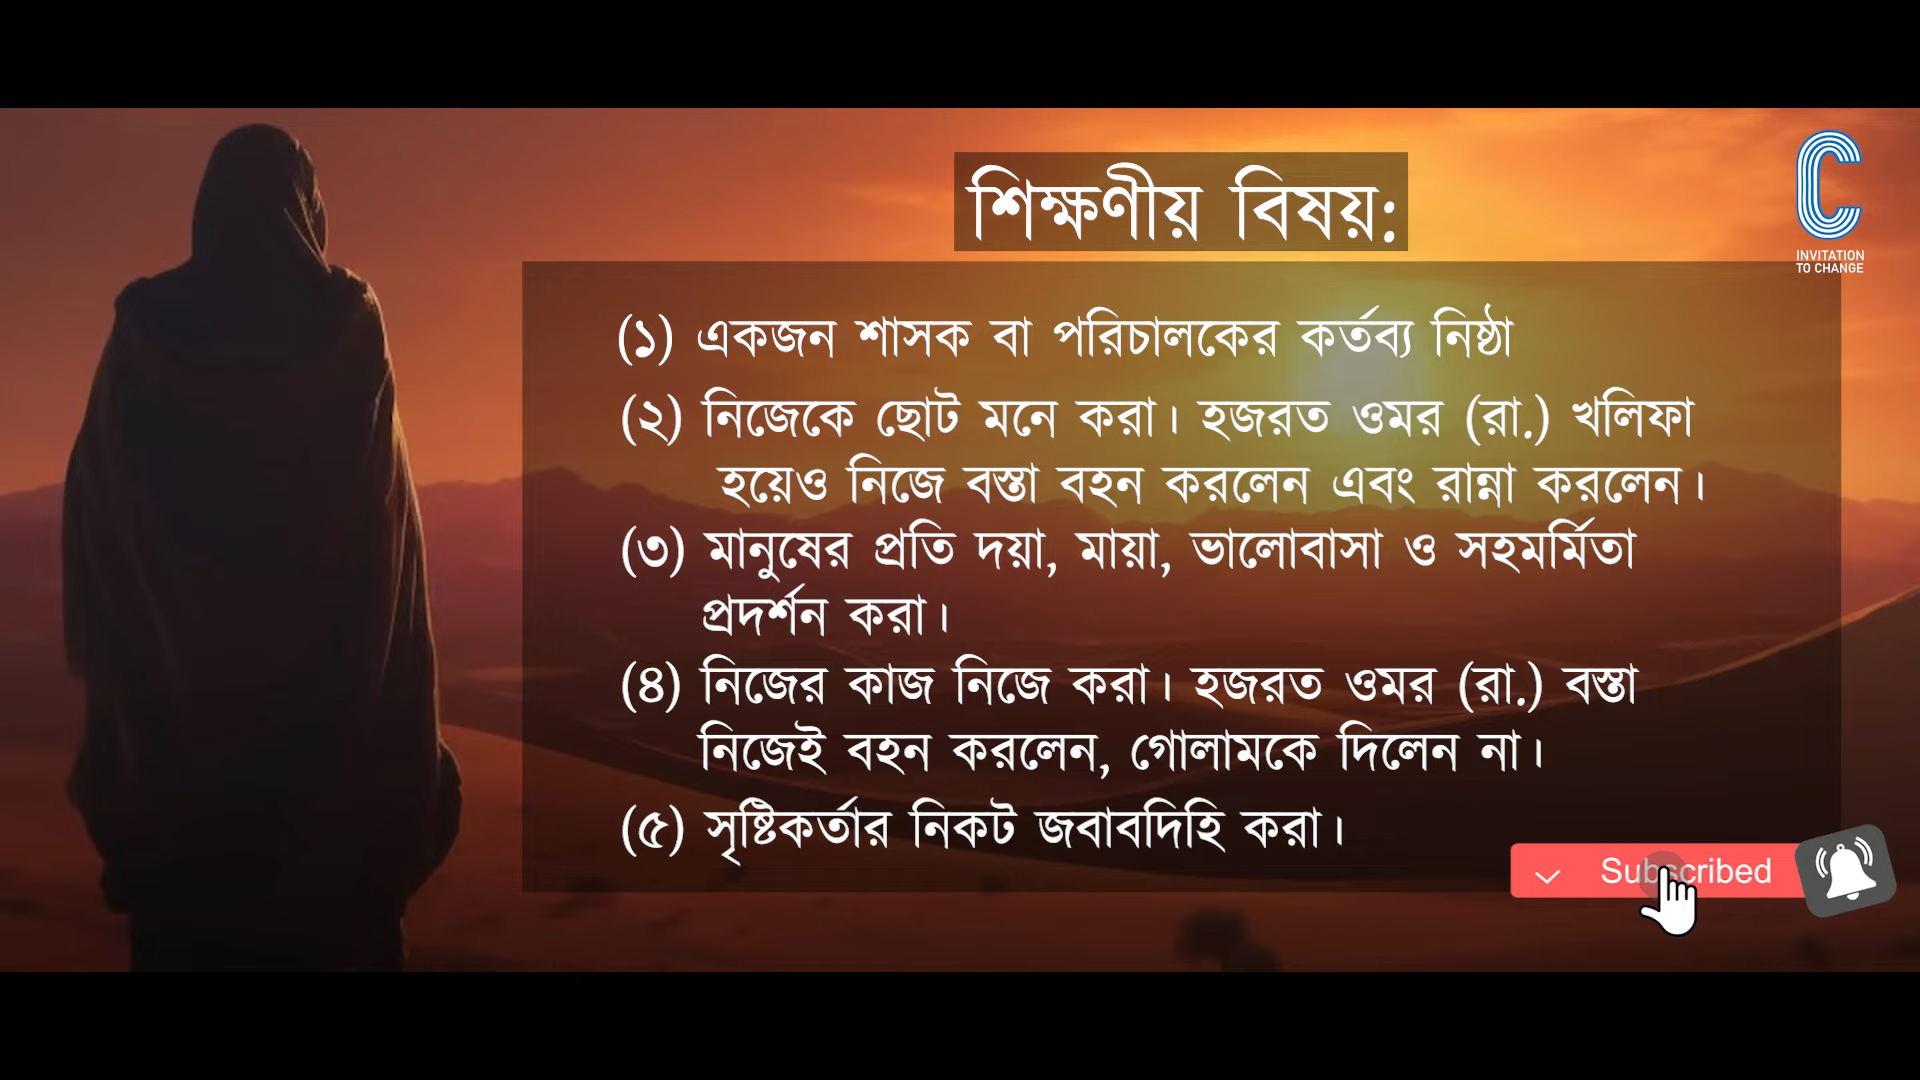 শিক্ষণীয় বিষয়:
INVITATION
TO CHANGE
(১) একজন শাসক বা পরিচালকের কর্তব্য নিষ্ঠা
(২) নিজেকে ছোট মনে করা। হজরত ওমর (রা.) খলিফা
হয়েও নিজে বস্তা বহন করলেন এবং রান্না করলেন।
(৩) মানুষের প্রতি দয়া, মায়া, ভালোবাসা ও সহমর্মিতা
প্রদর্শন করা।
(৪) নিজের কাজ নিজে করা। হজরত ওমর (রা.) বস্তা
নিজেই বহন করলেন, গোলামকে দিলেন না।
(৫) সৃষ্টিকর্তার নিকট জবাবদিহি করা।
Subscribed